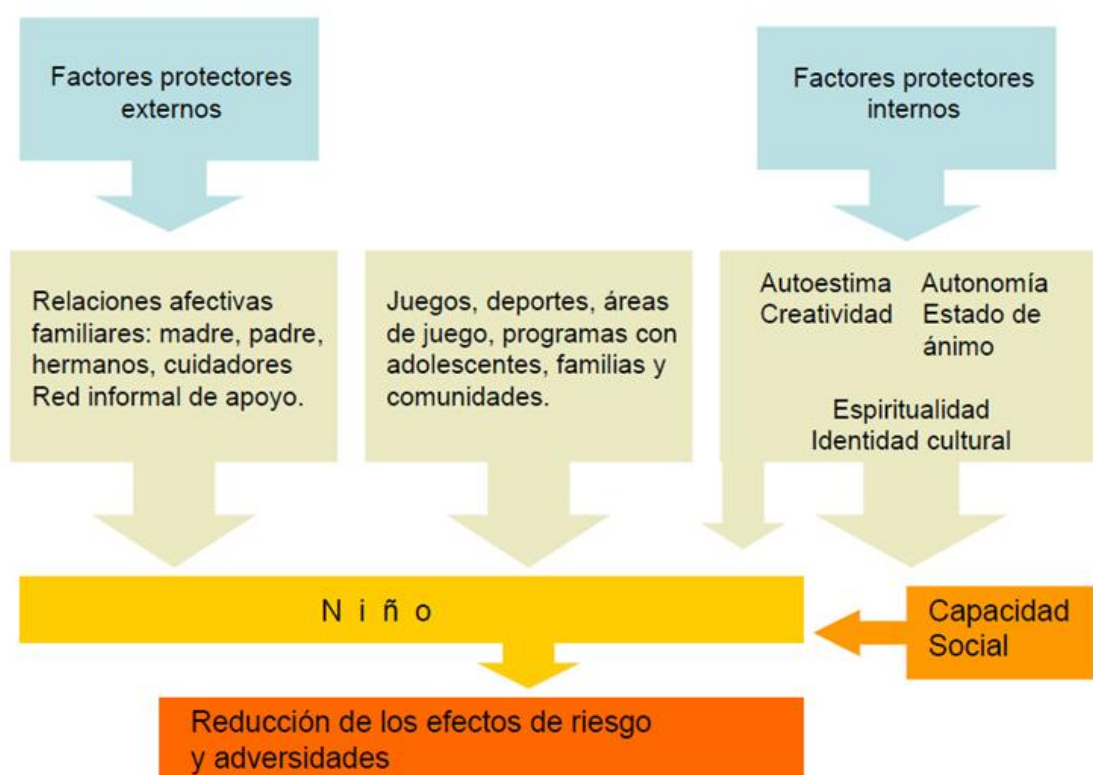 Factores protectores
externos
Factores protectores
internos
Relaciones afectivas
familiares: madre, padre,
hermanos, cuidadores
Red informal de apoyo.
Juegos, deportes, áreas
de juego, programas con
adolescentes, familias y
comunidades.
Autoestima Autonomía
Creatividad Estado de
ánimo
Espiritualidad
Identidad cultural
N i ñ o
Capacidad
Social
Reducción de los efectos de riesgo
y adversidades